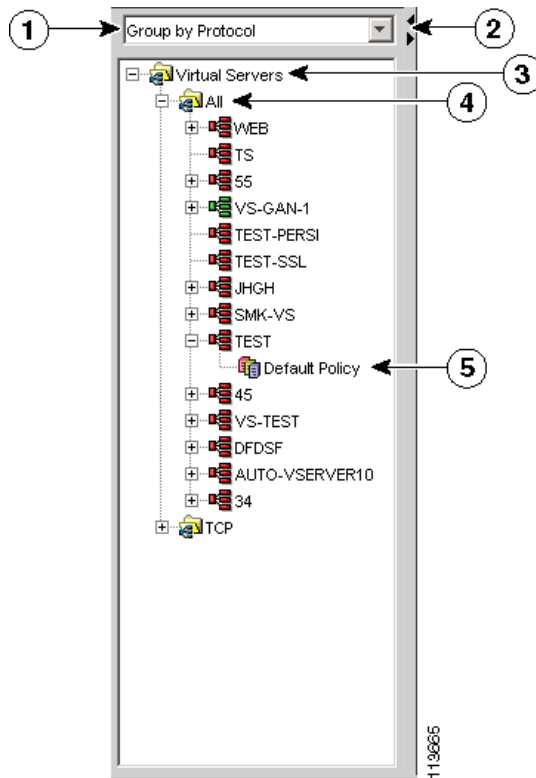 1
Group by Protocol
2
Virtual Servers
3
All
4
WEB
TS
55
VS-GAN-1
TEST-PERSI
TEST-SSL
JHGH
SMK-VS
TEST
Default Policy
5
45
VS-TEST
DFDSF
AUTO-VSERVER10
34
TCP
113665